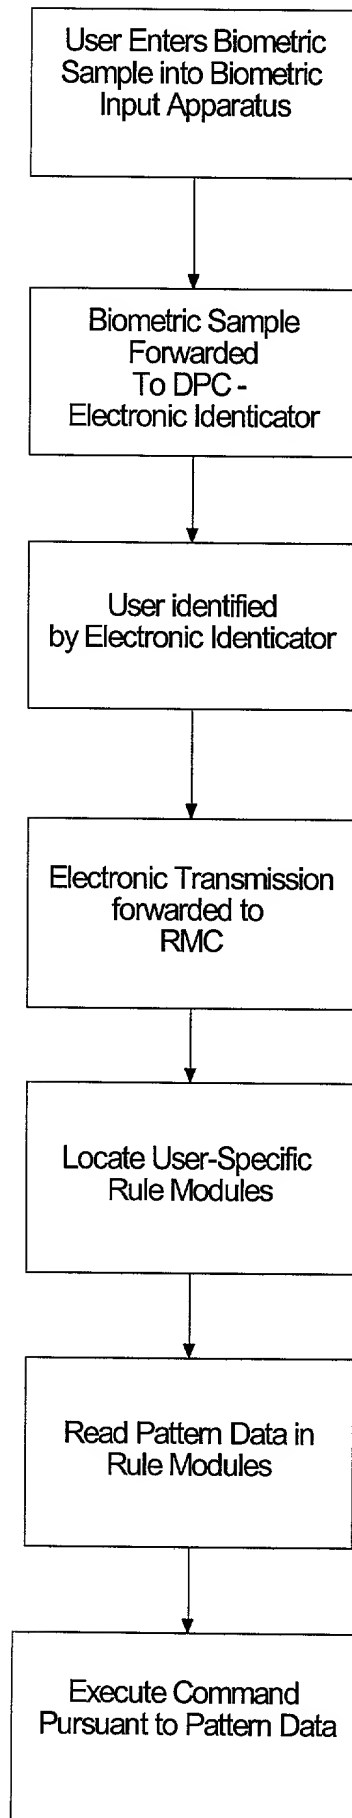 User Enters Biometric
Sample into Biometric
Input Apparatus
Biometric Sample
Forwarded
To DPC -
Electronic Identicator
User identified
by Electronic Identicator
Electronic Transmission
forwarded to
RMC
Locate User-Specific
Rule Modules
Read Pattern Data in
Rule Modules
Execute Command
Pursuant to Pattern Data